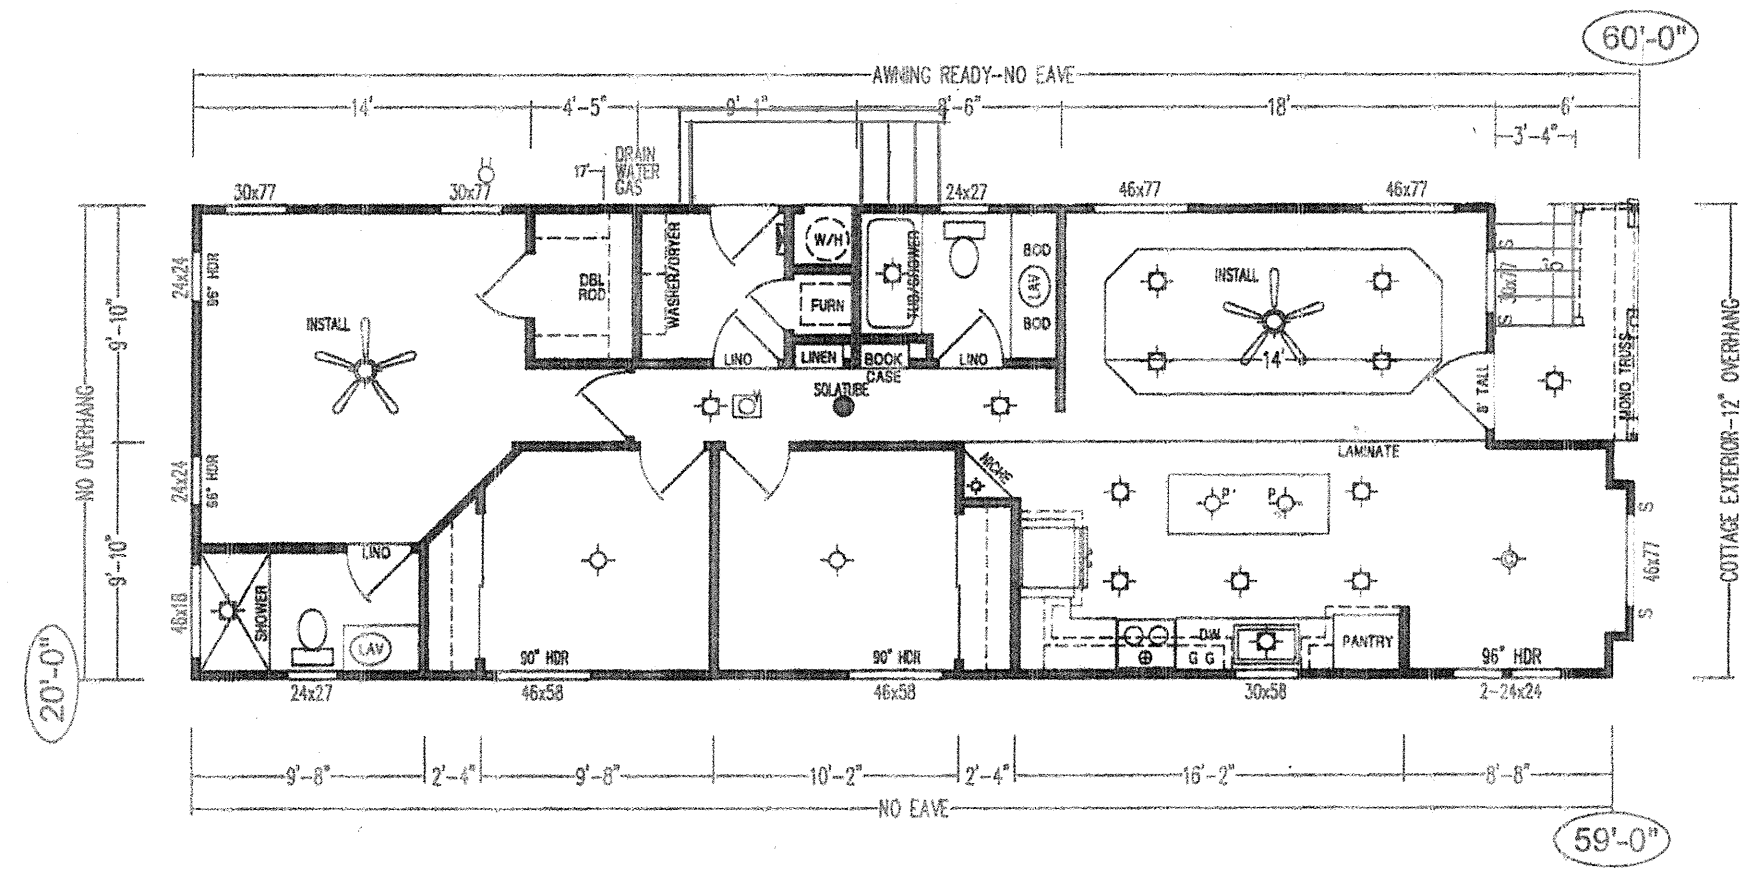 60'-0"
AWNING READY-NO EAVE
14' 4'-5" 9'-1" 8'-6" 18' 6'
3'-4"
DRAIN
WATER
GAS
17'
30x77 30x77 24x27 46x77 46x77
24x24
96" HDR
INSTALL
DBL
ROD
WASHER/DRYER
W/H
FURN
TUB/SHOWER
BOD
LAV
BOD
INSTALL
14'
S
30x77
S
6'
9'-10"
NO OVERHANG
LINO
LINEN
BOOK
CASE
LINO
SOLATUBE
8' TALL
MONO TRUSS
COTTAGE EXTERIOR-12" OVERHANG
LAMINATE
24x24
96" HDR
ARCHIE
P
P
9'-10"
LINO
46x18
SHOWER
LAV
S
46x77
S
DW
G G
PANTRY
90" HDR
90" HDR
96" HDR
20'-0"
24x27 46x58 46x58 30x58 2-24x24
9'-8" 2'-4" 9'-8" 10'-2" 2'-4" 16'-2" 8'-8"
NO EAVE
59'-0"